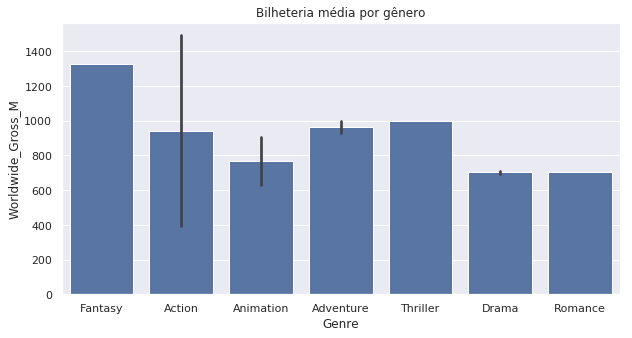 Bilheteria média por gênero
Worldwide_Gross_M
1400
1200
1000
800
600
400
200
0
Fantasy Action Animation Adventure Thriller Drama Romance
Genre